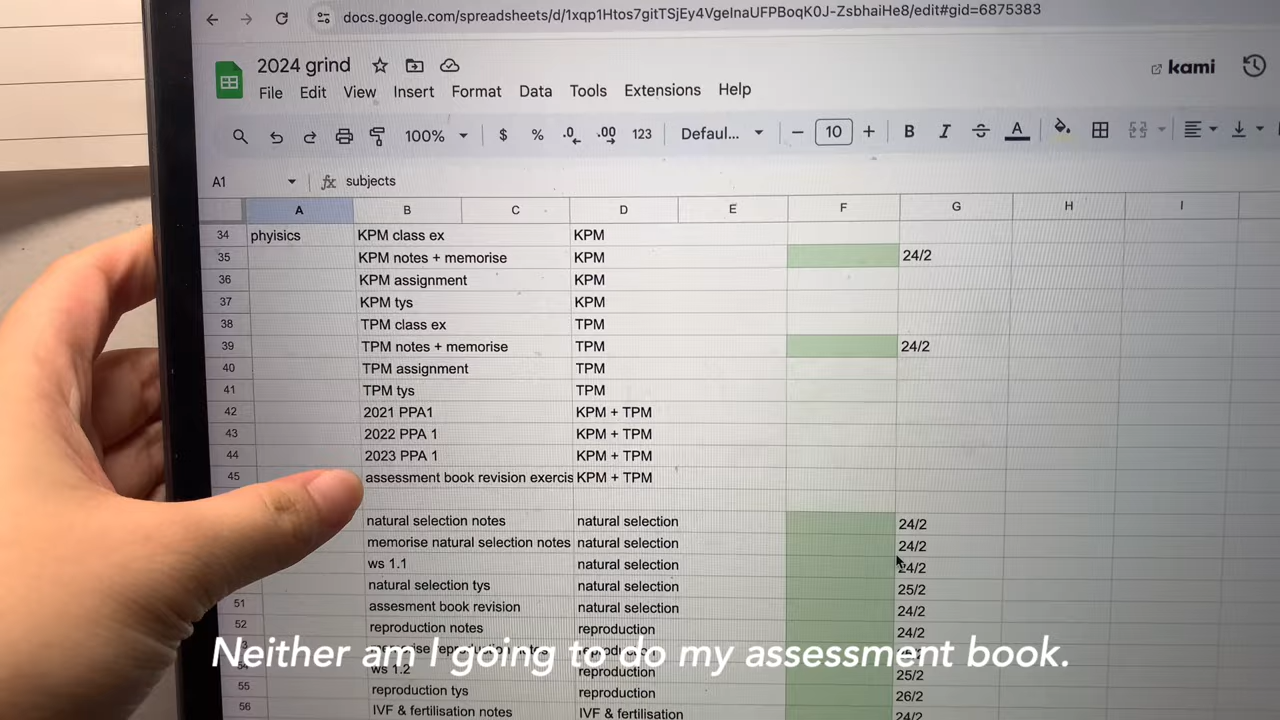 docs.google.com/spreadsheets/d/1xqp1Htos7gitTSjEy4VgeInaUFPBoqK0J-ZsbhaiHe8/edit#gid=6875383
2024 grind
kami
File Edit View Insert Format Data Tools Extensions Help
100% $ % .0 .00 123 Defaul... − 10 + B I S A
A1 fx subjects
A B C D E F G H I
34 phyisics KPM class ex KPM
35 KPM notes + memorise KPM 24/2
36 KPM assignment KPM
37 KPM tys KPM
38 TPM class ex TPM
39 TPM notes + memorise TPM 24/2
40 TPM assignment TPM
41 TPM tys TPM
42 2021 PPA1 KPM + TPM
43 2022 PPA 1 KPM + TPM
44 2023 PPA 1 KPM + TPM
45 assessment book revision exercis KPM + TPM
natural selection notes natural selection 24/2
memorise natural selection notes natural selection 24/2
ws 1.1 natural selection 24/2
natural selection tys natural selection 25/2
51 assesment book revision natural selection 24/2
52 reproduction notes reproduction 24/2
Neither am I going to do my assessment book.
ws 1.2 25/2
55 reproduction tys reproduction 26/2
56 IVF & fertilisation notes IVF & fertilisation 24/2